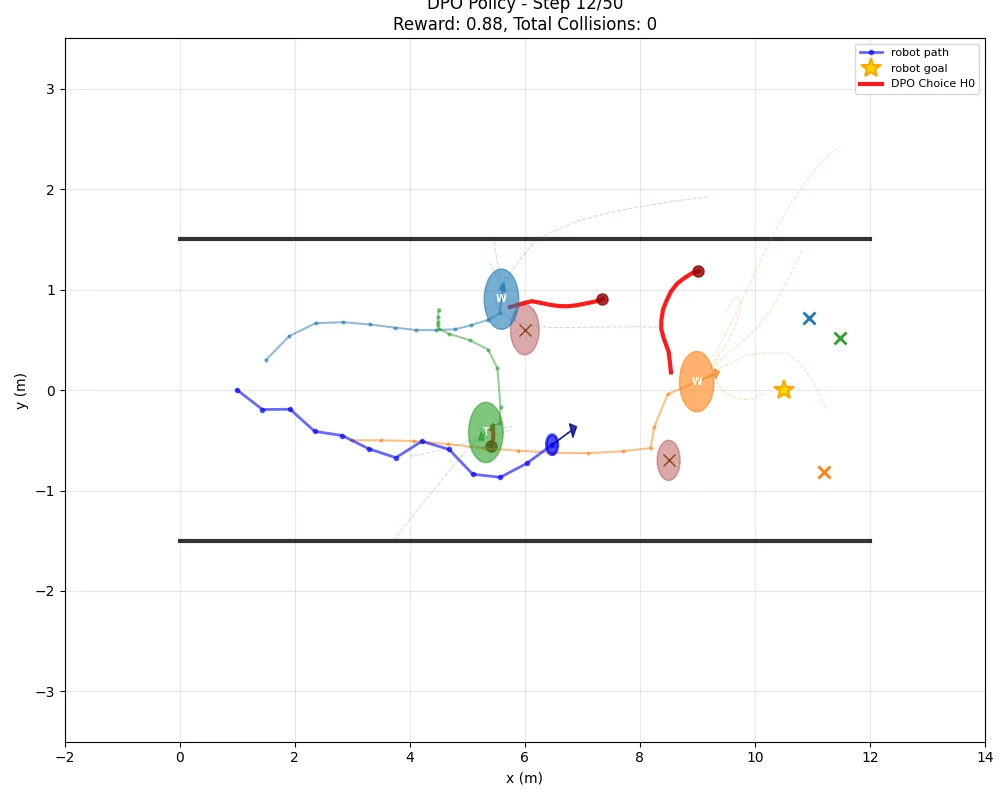 DPO Policy - Step 12/50
Reward: 0.88, Total Collisions: 0
robot path
robot goal
DPO Choice H0
3
2
1
0
−1
−2
−3
y (m)
W
W
T
−2
0
2
4
6
8
10
12
14
x (m)